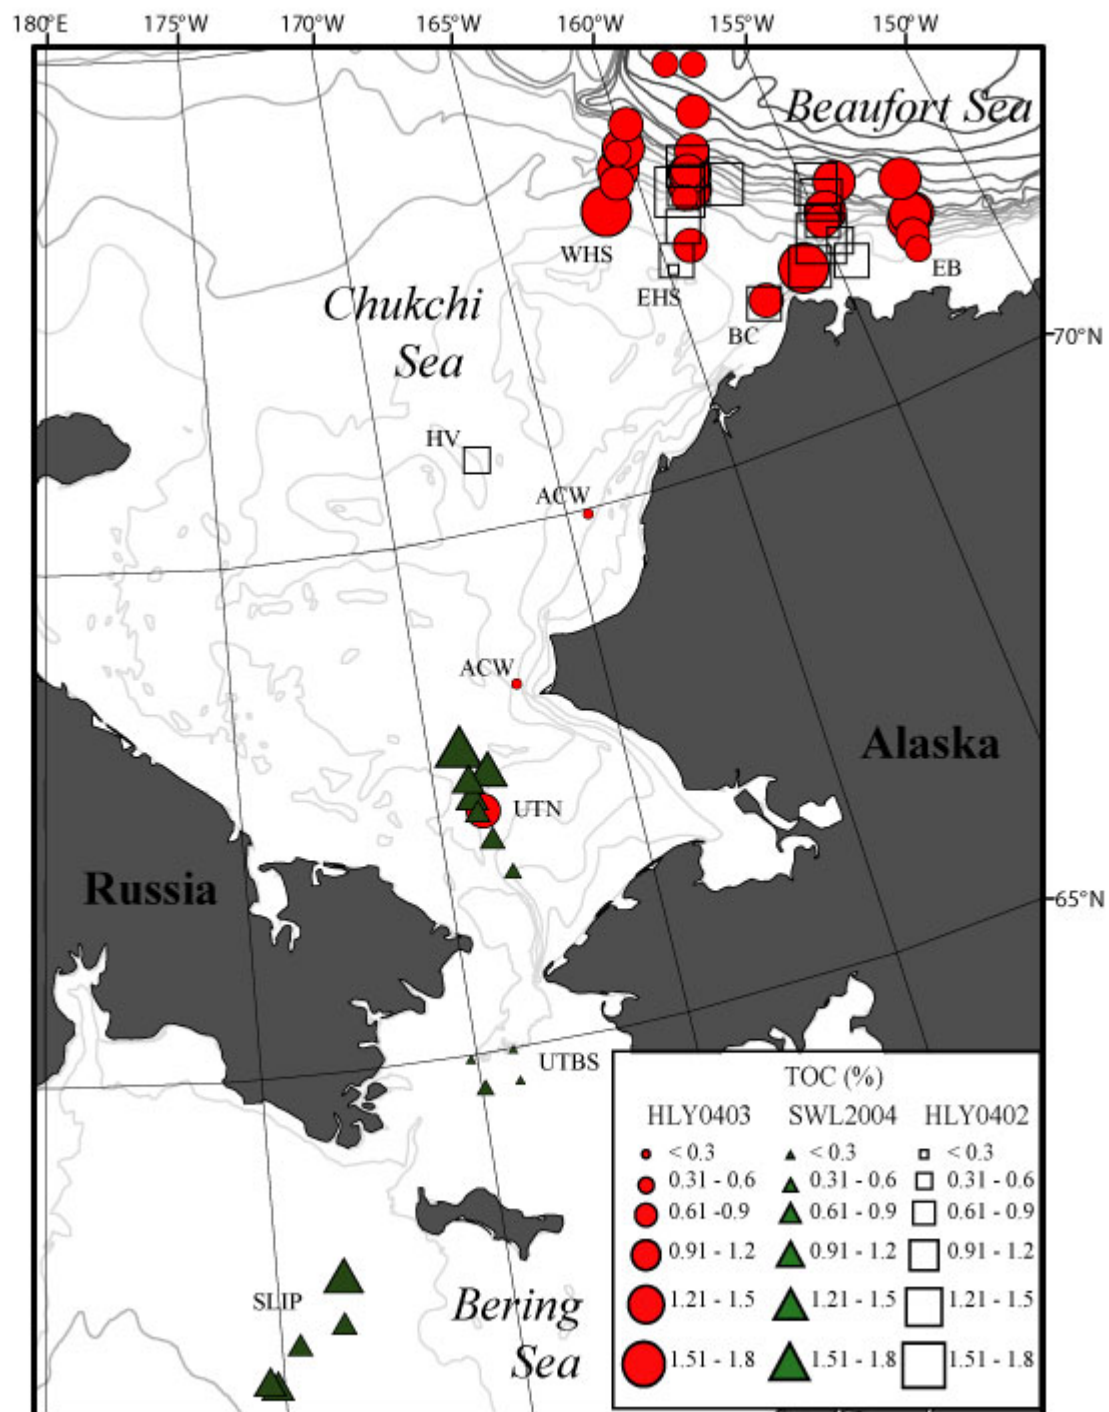 180°E 175°W 170°W 165°W 160°W 155°W 150°W
Beaufort Sea
WHS
EHS
BC
EB
Chukchi
Sea
70°N
HV
ACW
ACW
Alaska
UTN
Russia
65°N
UTBS
SLIP
Bering
Sea
TOC (%)
HLY0403 SWL2004 HLY0402
< 0.3 < 0.3 < 0.3
0.31 - 0.6 0.31 - 0.6 0.31 - 0.6
0.61 -0.9 0.61 - 0.9 0.61 - 0.9
0.91 - 1.2 0.91 - 1.2 0.91 - 1.2
1.21 - 1.5 1.21 - 1.5 1.21 - 1.5
1.51 - 1.8 1.51 - 1.8 1.51 - 1.8